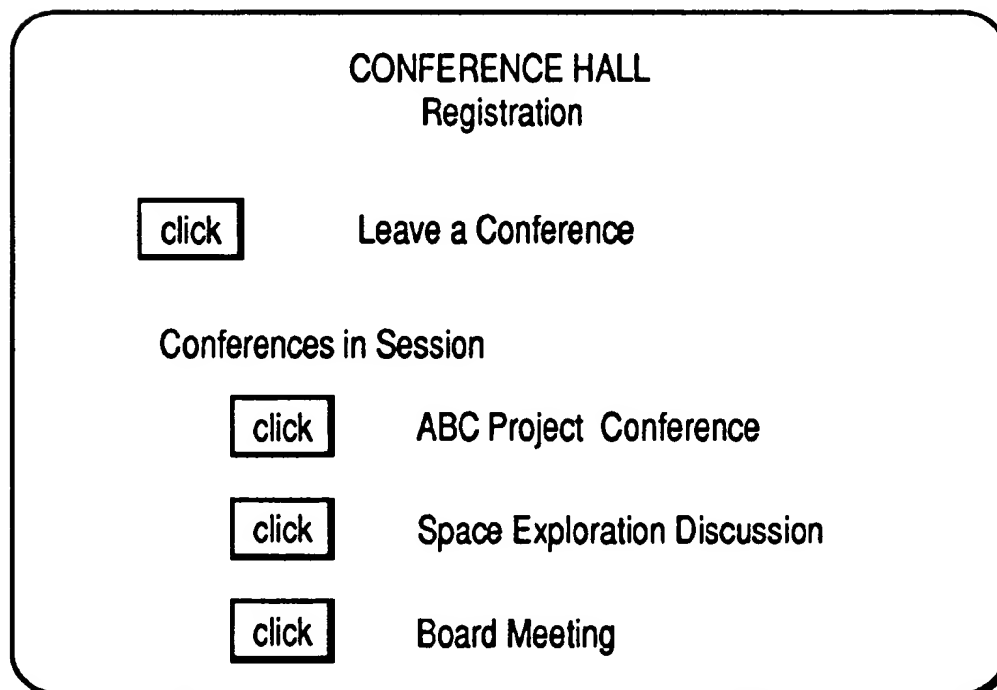 CONFERENCE HALL
Registration
click Leave a Conference
Conferences in Session
click ABC Project Conference
click Space Exploration Discussion
click Board Meeting